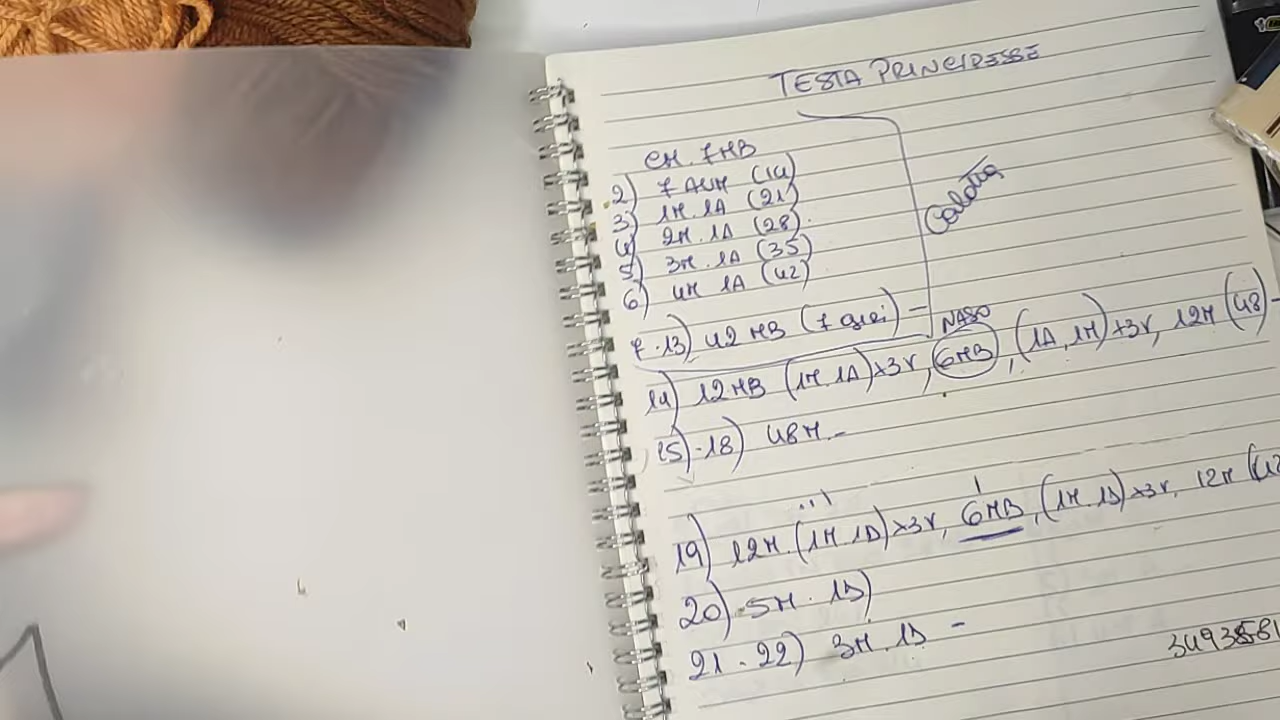 TESTA PRINCIPESSE
CH. 7MB
2) 7 AUM (14)
3) 1M. 1A (21)
4) 2M. 1A (28)
5) 3M. 1A (35)
6) 4M 1A (42)
Calotta
7-13) 42 MB (7 giri) -
NASO
14) 12MB (1M. 1A)x3V, 6MB, (1A, 1M)x3V, 12M (48)
15)-18) 48M.-
19) 12M. (1M. 1D)x3V, 6MB, (1M. 1D)x3V, 12M (42
20) 5M. 1D)
21-22) 3M. 1D -